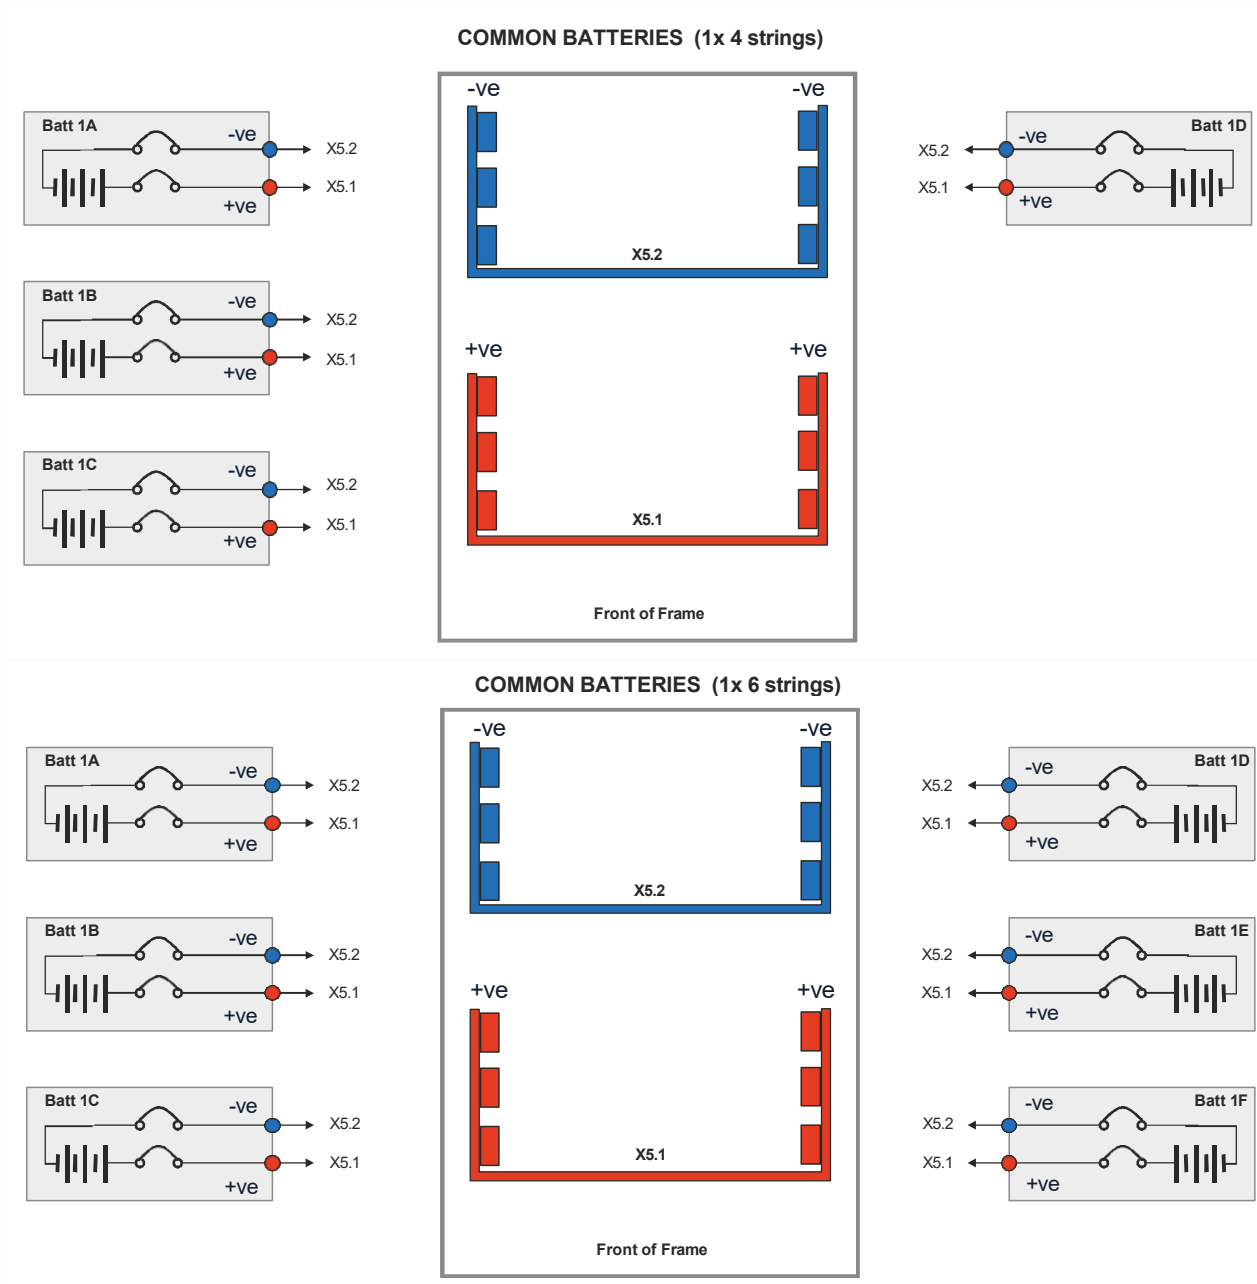 COMMON BATTERIES (1x 4 strings)
-ve -ve
Batt 1A
-ve
X5.2
X5.1
+ve
Batt 1D
-ve
X5.2
X5.1
+ve
X5.2
Batt 1B
-ve
X5.2
X5.1
+ve
+ve +ve
Batt 1C
-ve
X5.2
X5.1
+ve
X5.1
Front of Frame
COMMON BATTERIES (1x 6 strings)
-ve -ve
Batt 1A
-ve
X5.2
X5.1
+ve
Batt 1D
-ve
X5.2
X5.1
+ve
X5.2
Batt 1B
-ve
X5.2
X5.1
+ve
Batt 1E
-ve
X5.2
X5.1
+ve
+ve +ve
Batt 1C
-ve
X5.2
X5.1
+ve
Batt 1F
-ve
X5.2
X5.1
+ve
X5.1
Front of Frame